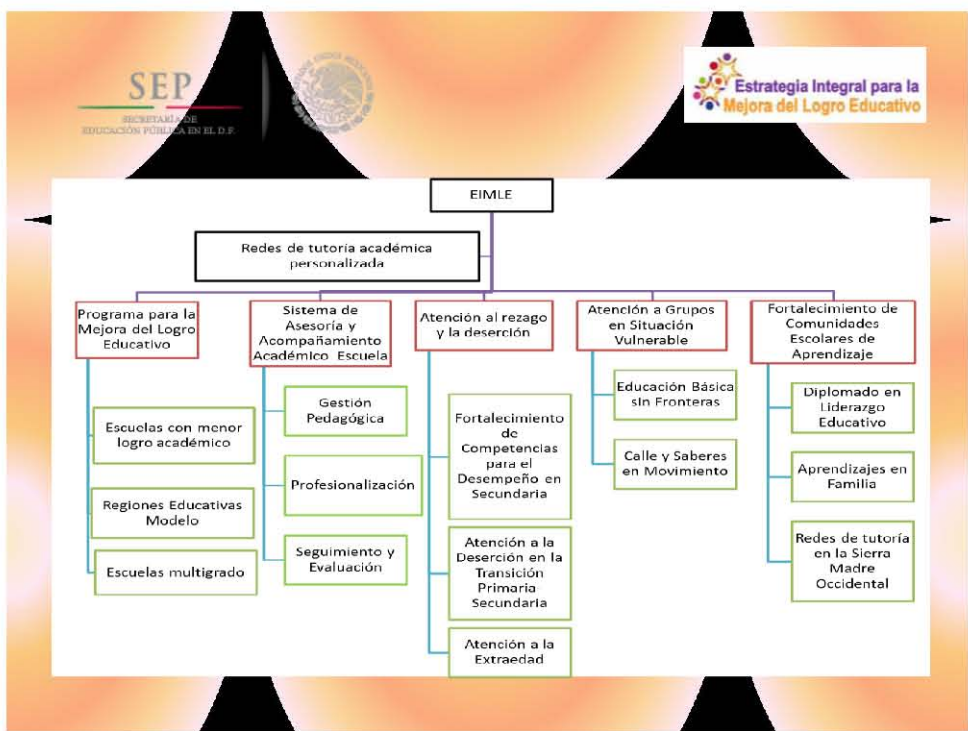 SEP
SECRETARÍA DE
EDUCACIÓN PÚBLICA EN EL D.F.
Estrategia Integral para la
Mejora del Logro Educativo
EIMLE
Redes de tutoría académica
personalizada
Programa para la
Mejora del Logro
Educativo
Escuelas con menor
logro académico
Regiones Educativas
Modelo
Escuelas multigrado
Sistema de
Asesoría y
Acompañamiento
Académico Escuela
Gestión
Pedagógica
Profesionalización
Seguimiento y
Evaluación
Atención al rezago
y la deserción
Fortalecimiento
de
Competencias
para el
Desempeño en
Secundaria
Atención a la
Deserción en la
Transición
Primaria
Secundaria
Atención a la
Extraedad
Atención a Grupos
en Situación
Vulnerable
Educación Básica
sin Fronteras
Calle y Saberes
en Movimiento
Fortalecimiento de
Comunidades
Escolares de
Aprendizaje
Diplomado en
Liderazgo
Educativo
Aprendizajes en
Familia
Redes de tutoría
en la Sierra
Madre
Occidental